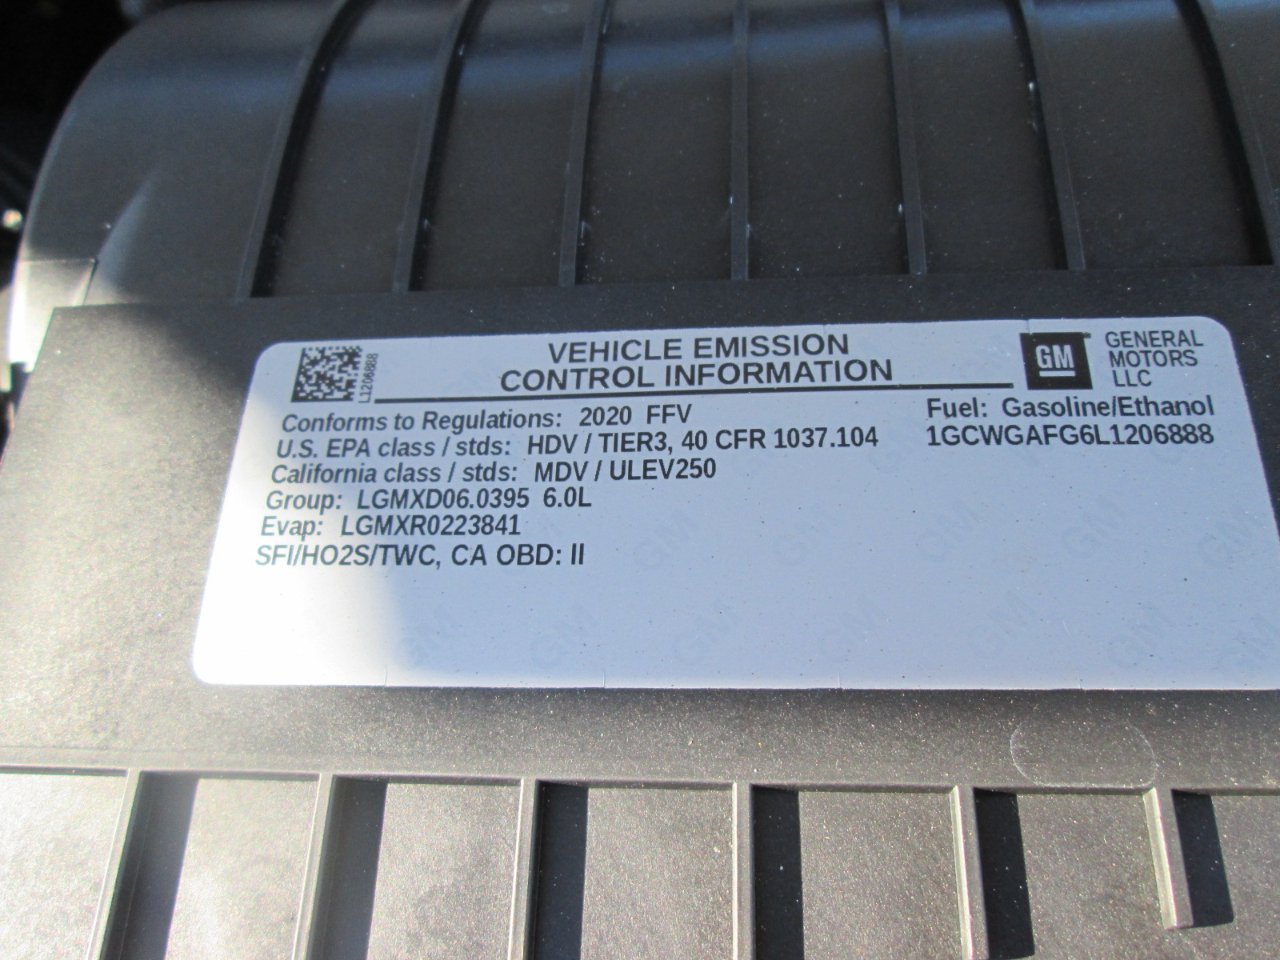 L1206888
VEHICLE EMISSION
CONTROL INFORMATION
GM
GENERAL
MOTORS
LLC
Conforms to Regulations: 2020 FFV
Fuel: Gasoline/Ethanol
U.S. EPA class / stds: HDV / TIER3, 40 CFR 1037.104
1GCWGAFG6L1206888
California class / stds: MDV / ULEV250
Group: LGMXD06.0395 6.0L
Evap: LGMXR0223841
SFI/HO2S/TWC, CA OBD: II